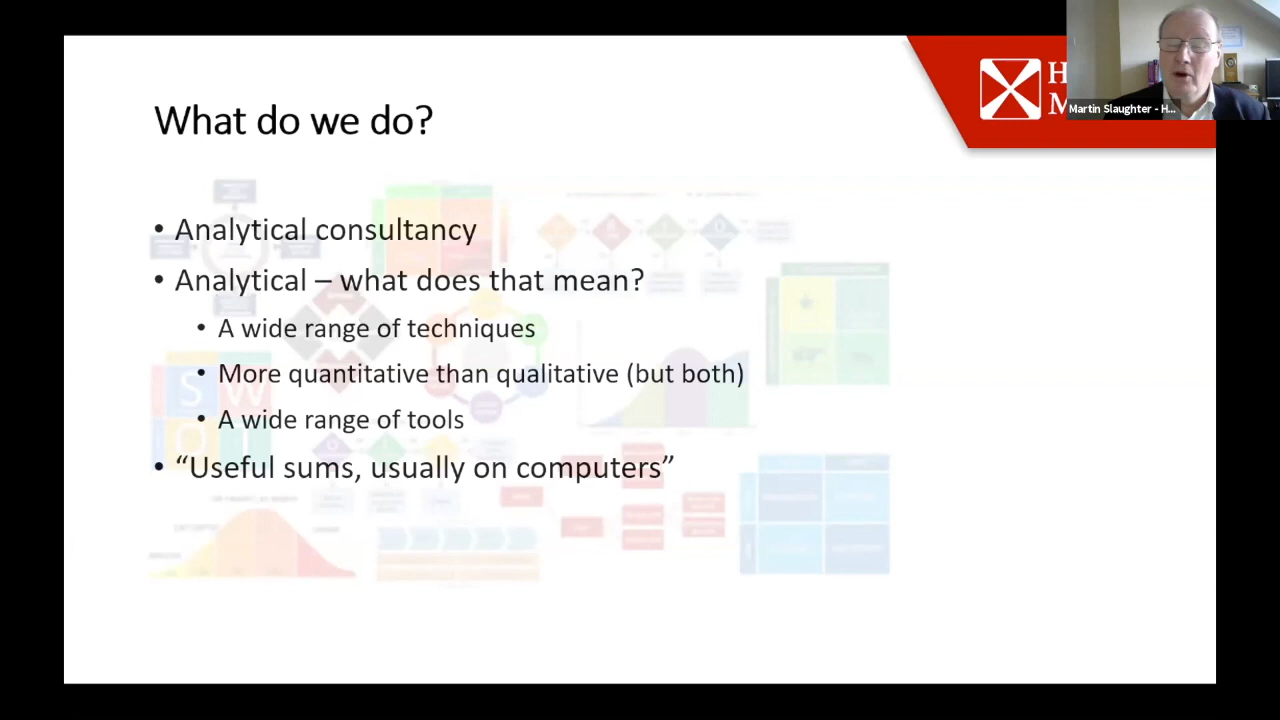 What do we do?
H
M
Martin Slaughter - H...
• Analytical consultancy
• Analytical – what does that mean?
• A wide range of techniques
• More quantitative than qualitative (but both)
• A wide range of tools
• “Useful sums, usually on computers”
S W
O T